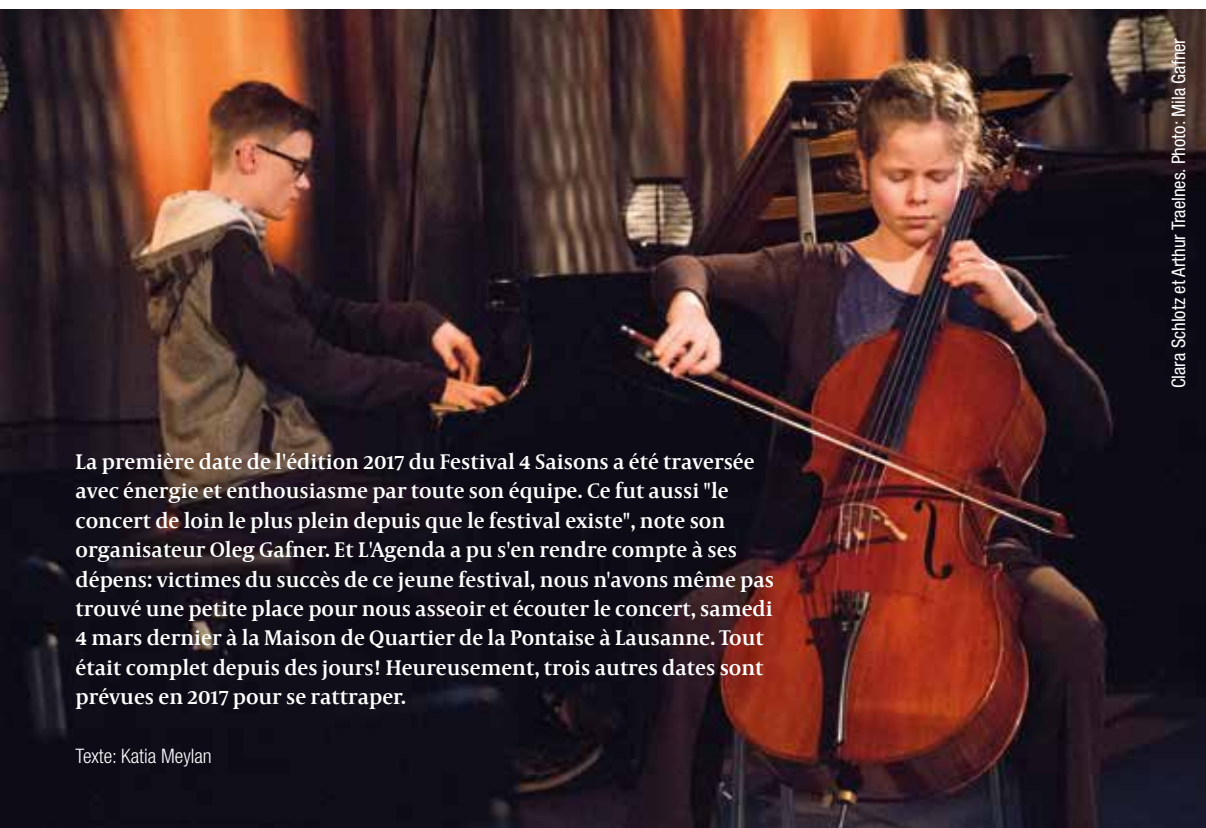 Clara Schlotz et Arthur Traelnes. Photo: Mila Gafner
La première date de l'édition 2017 du Festival 4 Saisons a été traversée
avec énergie et enthousiasme par toute son équipe. Ce fut aussi "le
concert de loin le plus plein depuis que le festival existe", note son
organisateur Oleg Gafner. Et L'Agenda a pu s'en rendre compte à ses
dépens: victimes du succès de ce jeune festival, nous n'avons même pas
trouvé une petite place pour nous asseoir et écouter le concert, samedi
4 mars dernier à la Maison de Quartier de la Pontaise à Lausanne. Tout
était complet depuis des jours! Heureusement, trois autres dates sont
prévues en 2017 pour se rattraper.
Texte: Katia Meylan